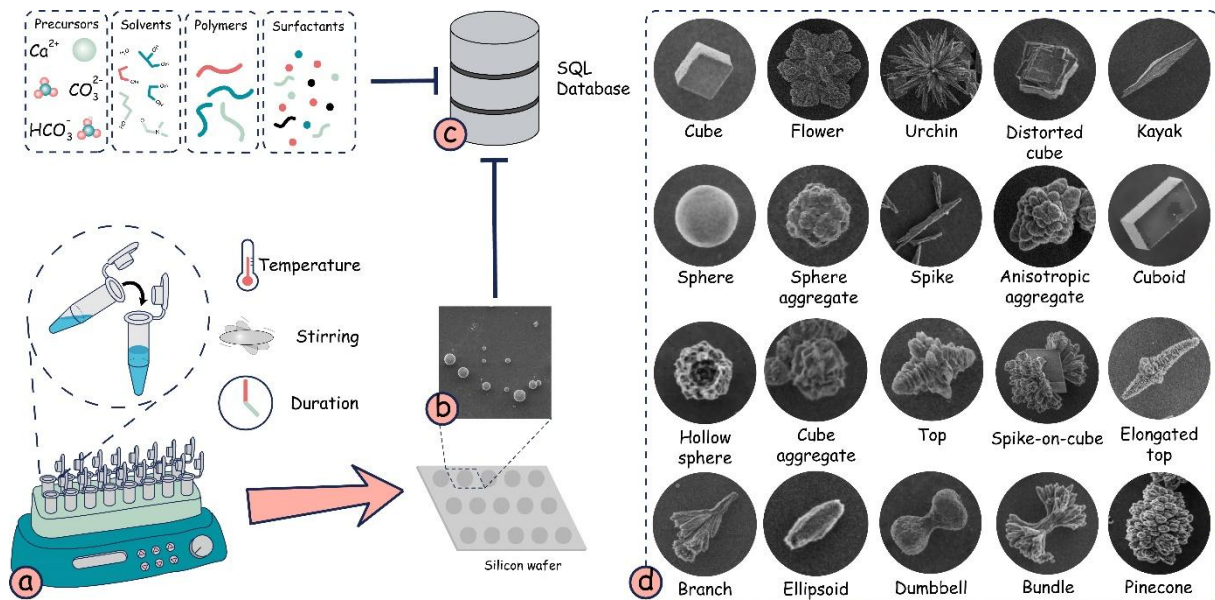 Precursors
Solvents
Polymers
Surfactants
Ca²⁺
CO₃²⁻
HCO₃⁻
SQL
Database
c
Temperature
Stirring
Duration
b
Silicon wafer
a
Cube
Flower
Urchin
Distorted
cube
Kayak
Sphere
Sphere
aggregate
Spike
Anisotropic
aggregate
Cuboid
Hollow
sphere
Cube
aggregate
Top
Spike-on-cube
Elongated
top
Branch
Ellipsoid
Dumbbell
Bundle
Pinecone
d